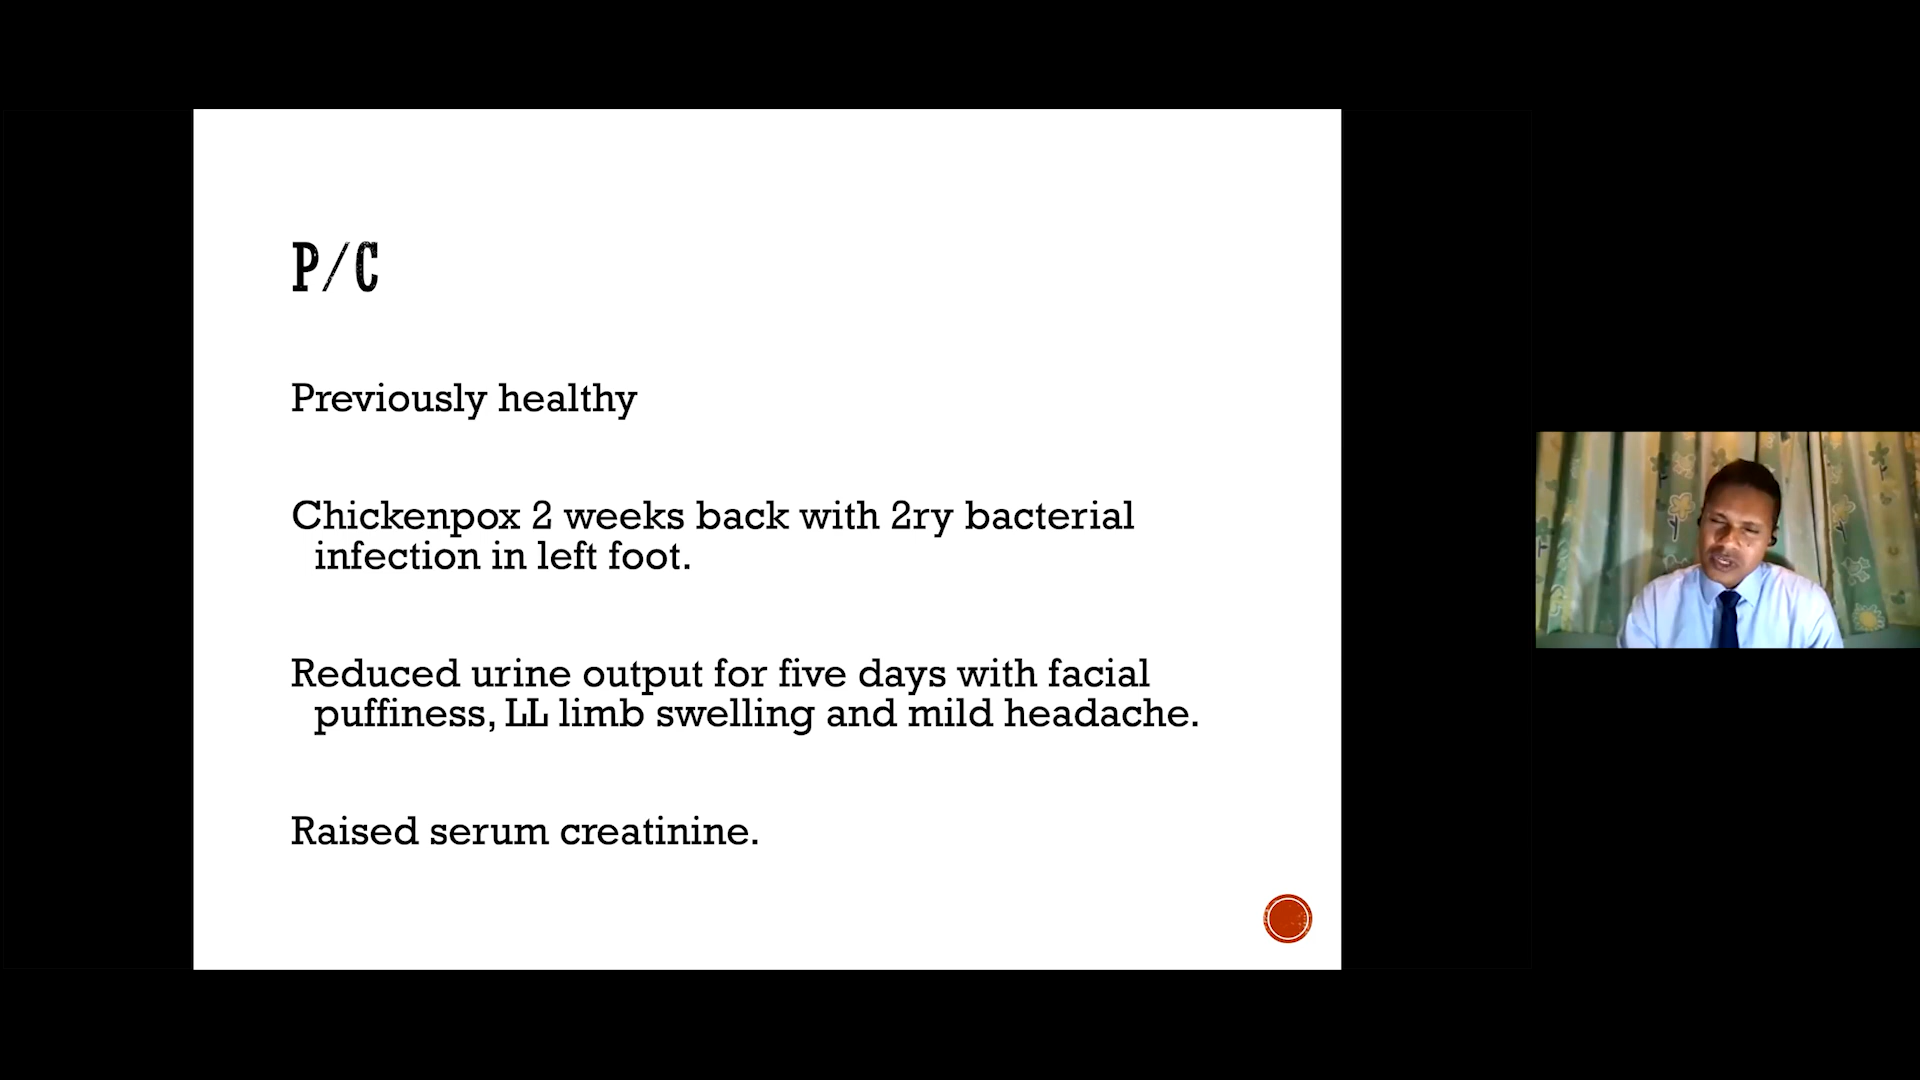 P/C
Previously healthy
Chickenpox 2 weeks back with 2ry bacterial
infection in left foot.
Reduced urine output for five days with facial
puffiness, LL limb swelling and mild headache.
Raised serum creatinine.